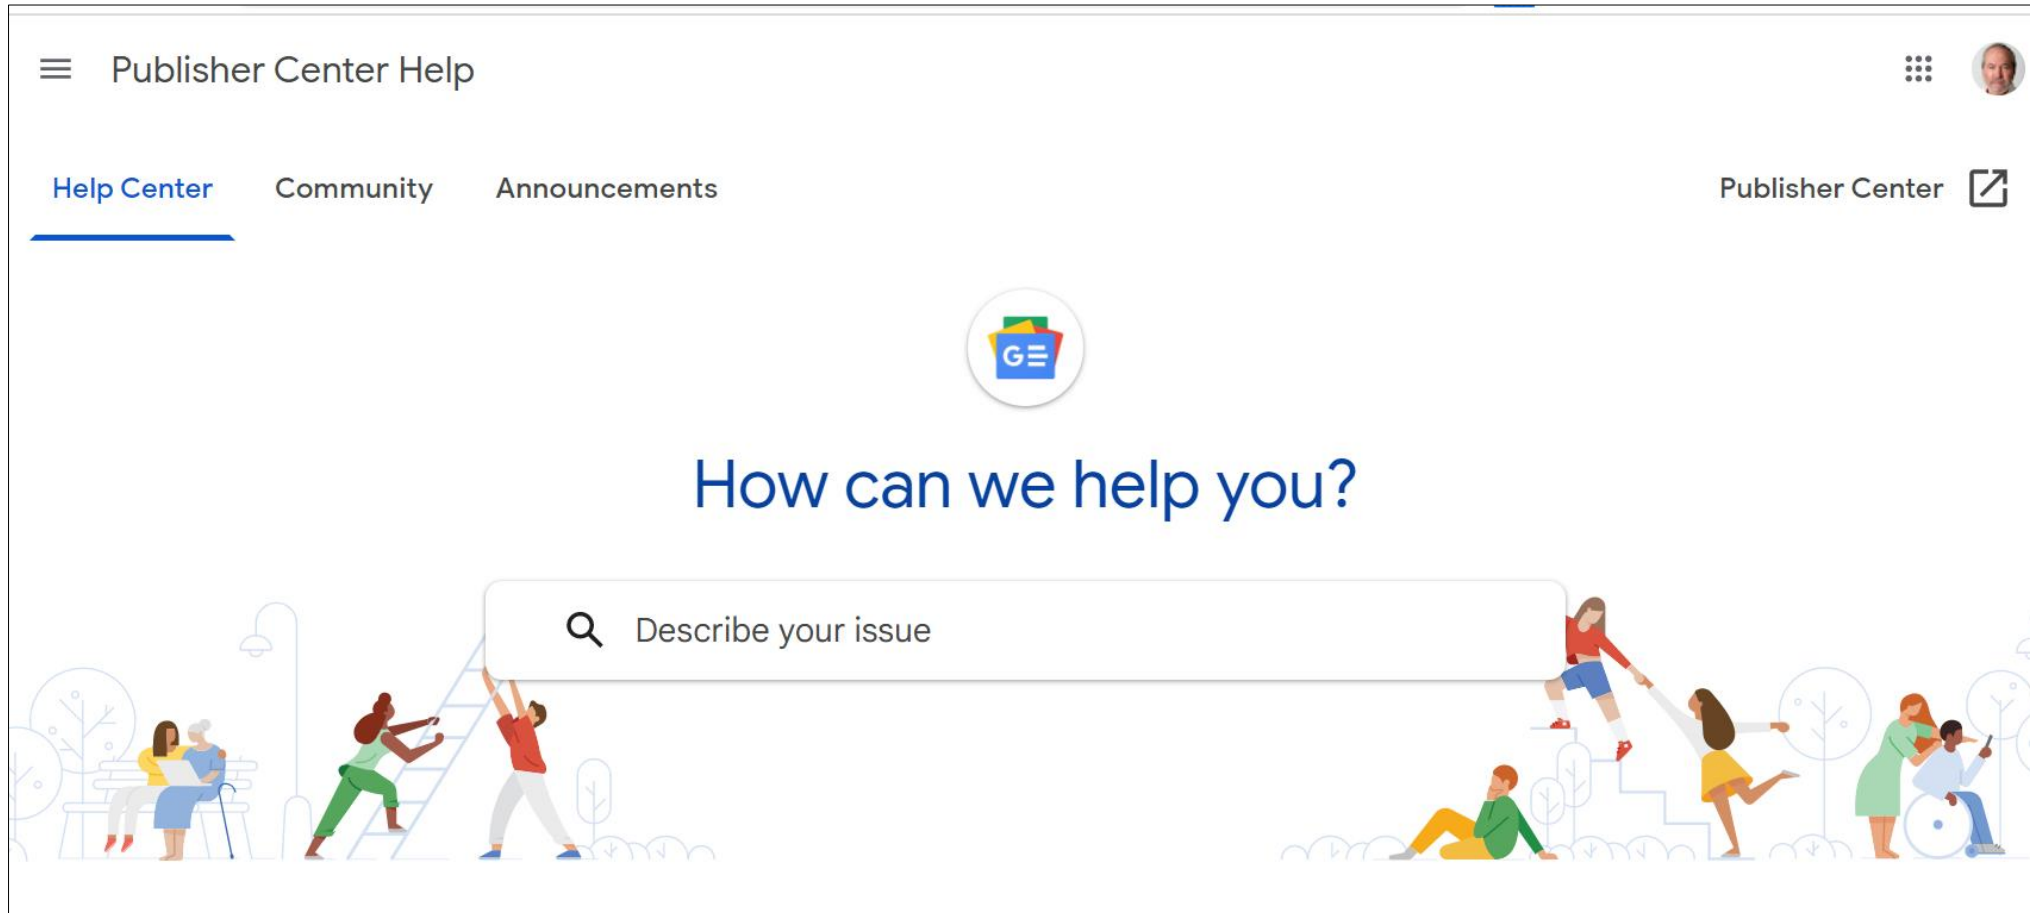 Publisher Center Help
Help Center Community Announcements Publisher Center
G
How can we help you?
Describe your issue